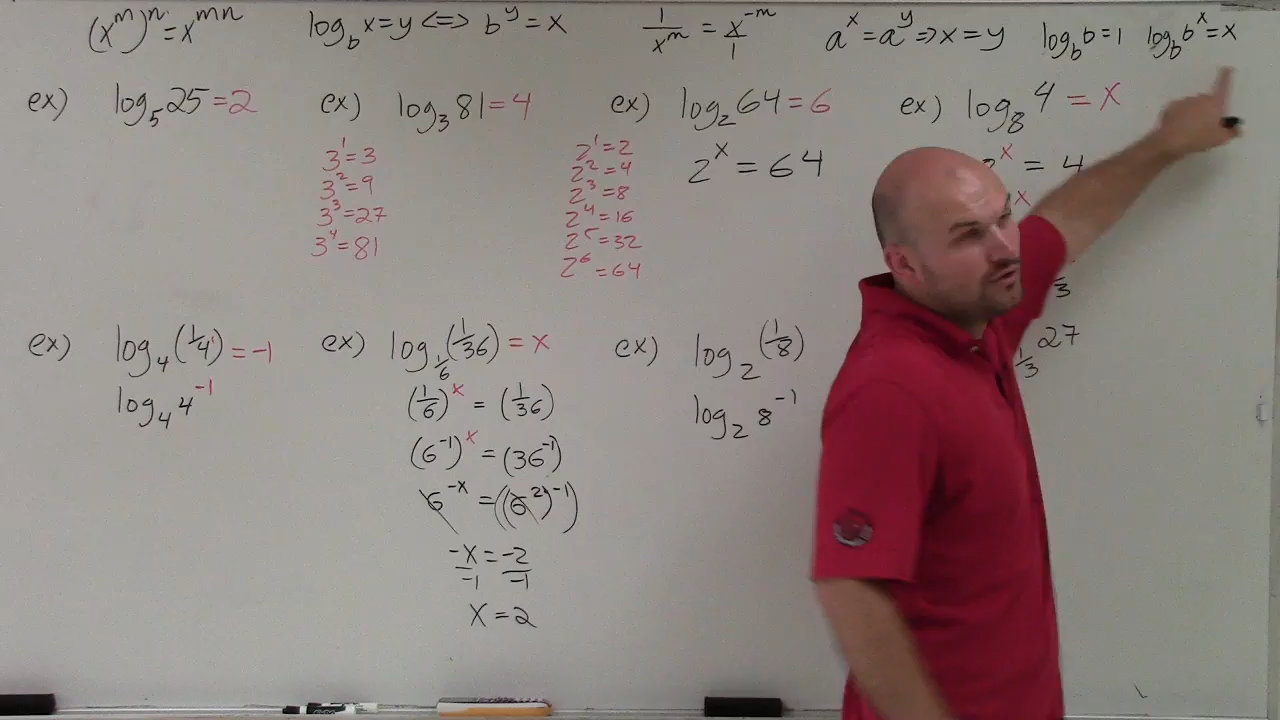 (x^m)^n = x^mn   log_b x = y <=> b^y = x   1/x^m = x^-m/1   a^x = a^y => x = y   log_b b = 1   log_b b^x = x
ex) log_5 25 = 2
ex) log_3 81 = 4
3^1 = 3
3^2 = 9
3^3 = 27
3^4 = 81
ex) log_2 64 = 6
2^x = 64
2^1 = 2
2^2 = 4
2^3 = 8
2^4 = 16
2^5 = 32
2^6 = 64
ex) log_8 4 = x
^x = 4
x
3
ex) log_4 (1/4) = -1
log_4 4^-1
ex) log_1/6 (1/36) = x
(1/6)^x = (1/36)
(6^-1)^x = (36^-1)
6^-x = ((6^2)^-1)
-x/-1 = -2/-1
x = 2
ex) log_2 (1/8)
log_2 8^-1
1/3 27